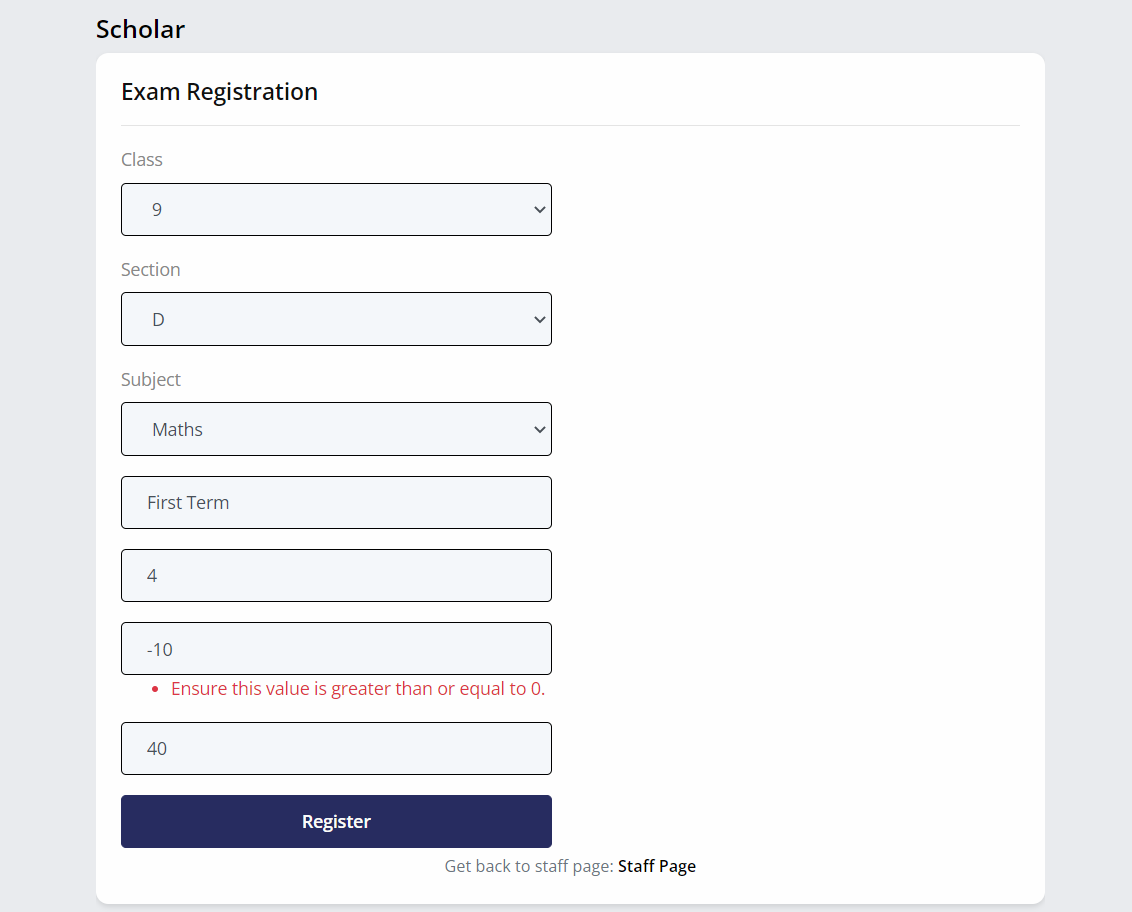 Scholar
Exam Registration
Class
9
Section
D
Subject
Maths
First Term
4
-10
Ensure this value is greater than or equal to 0.
40
Register
Get back to staff page: Staff Page